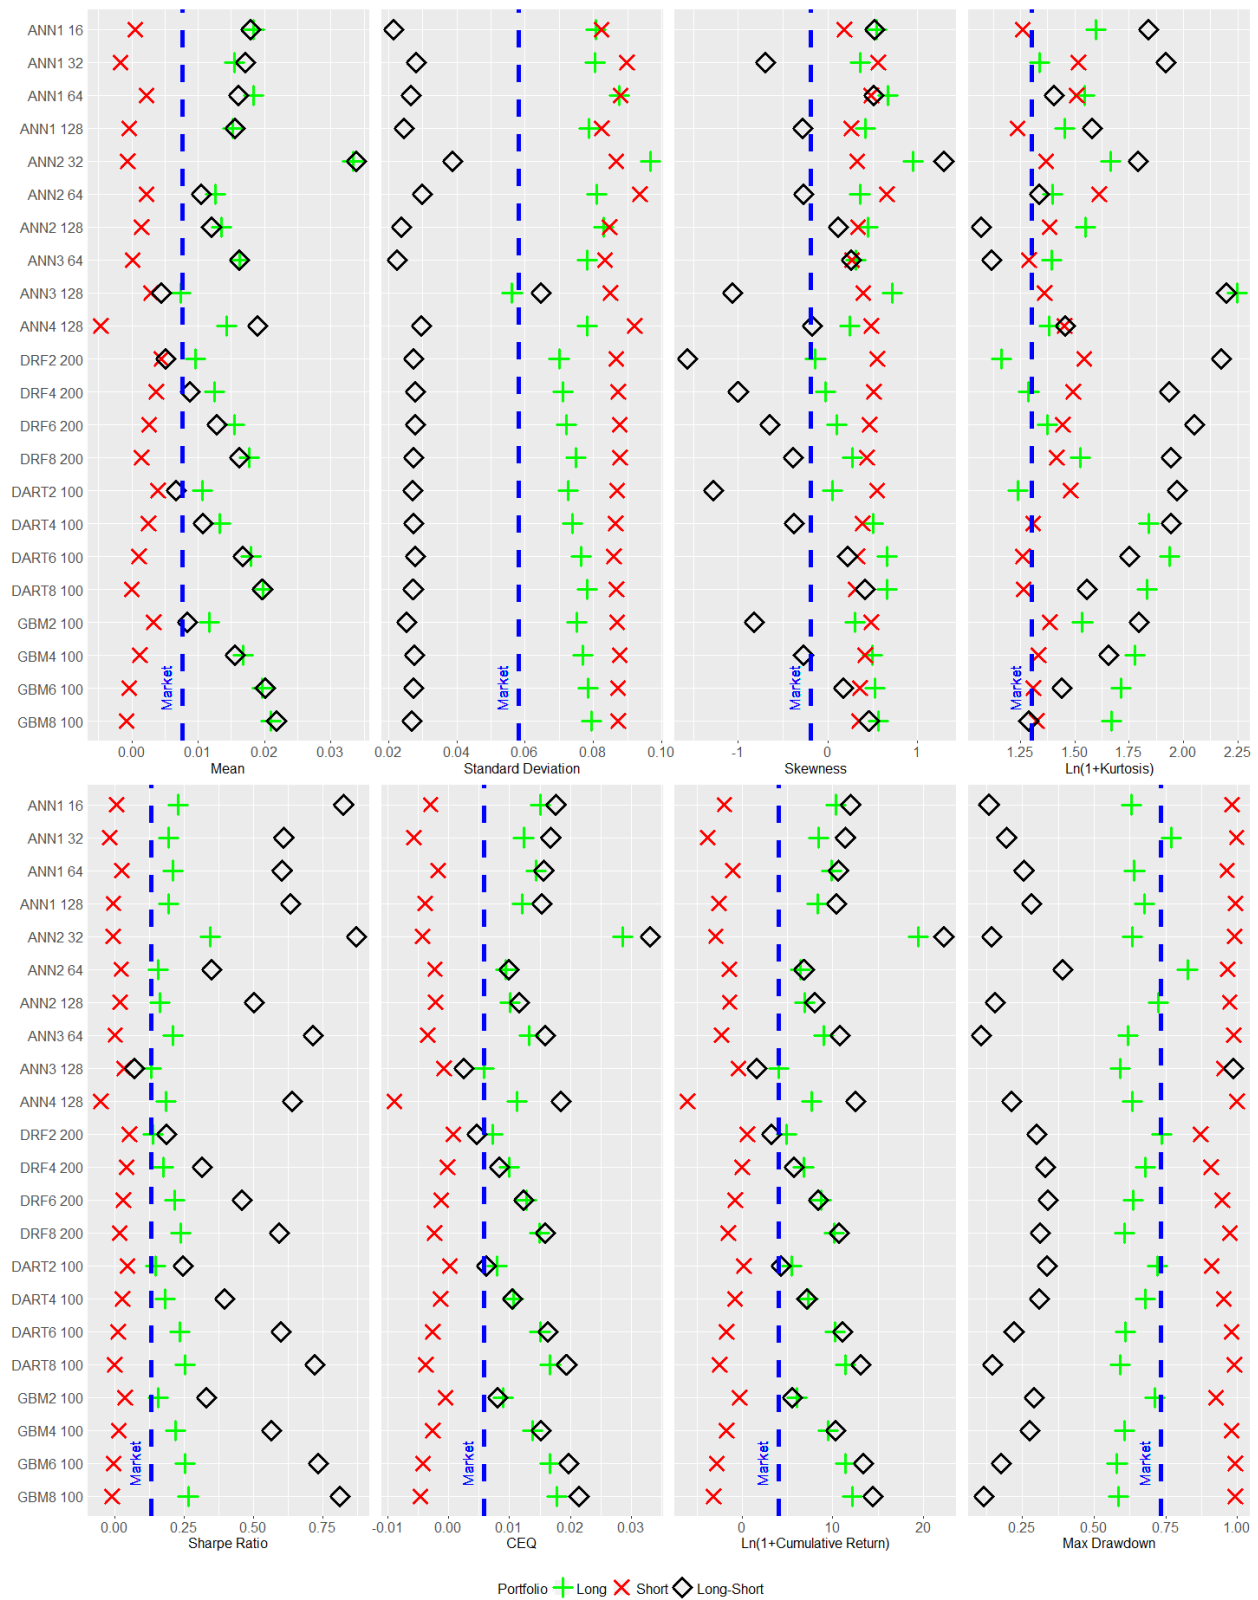 ANN1 16
ANN1 32
ANN1 64
ANN1 128
ANN2 32
ANN2 64
ANN2 128
ANN3 64
ANN3 128
ANN4 128
DRF2 200
DRF4 200
DRF6 200
DRF8 200
DART2 100
DART4 100
DART6 100
DART8 100
GBM2 100
GBM4 100
GBM6 100
GBM8 100
Market
Market
Market
Market
0.00 0.01 0.02 0.03
0.02 0.04 0.06 0.08 0.10
-1 0 1
1.25 1.50 1.75 2.00 2.25
Mean
Standard Deviation
Skewness
Ln(1+Kurtosis)
ANN1 16
ANN1 32
ANN1 64
ANN1 128
ANN2 32
ANN2 64
ANN2 128
ANN3 64
ANN3 128
ANN4 128
DRF2 200
DRF4 200
DRF6 200
DRF8 200
DART2 100
DART4 100
DART6 100
DART8 100
GBM2 100
GBM4 100
GBM6 100
GBM8 100
Market
Market
Market
Market
0.00 0.25 0.50 0.75
-0.01 0.00 0.01 0.02 0.03
0 10 20
0.25 0.50 0.75 1.00
Sharpe Ratio
CEQ
Ln(1+Cumulative Return)
Max Drawdown
Portfolio Long Short Long-Short